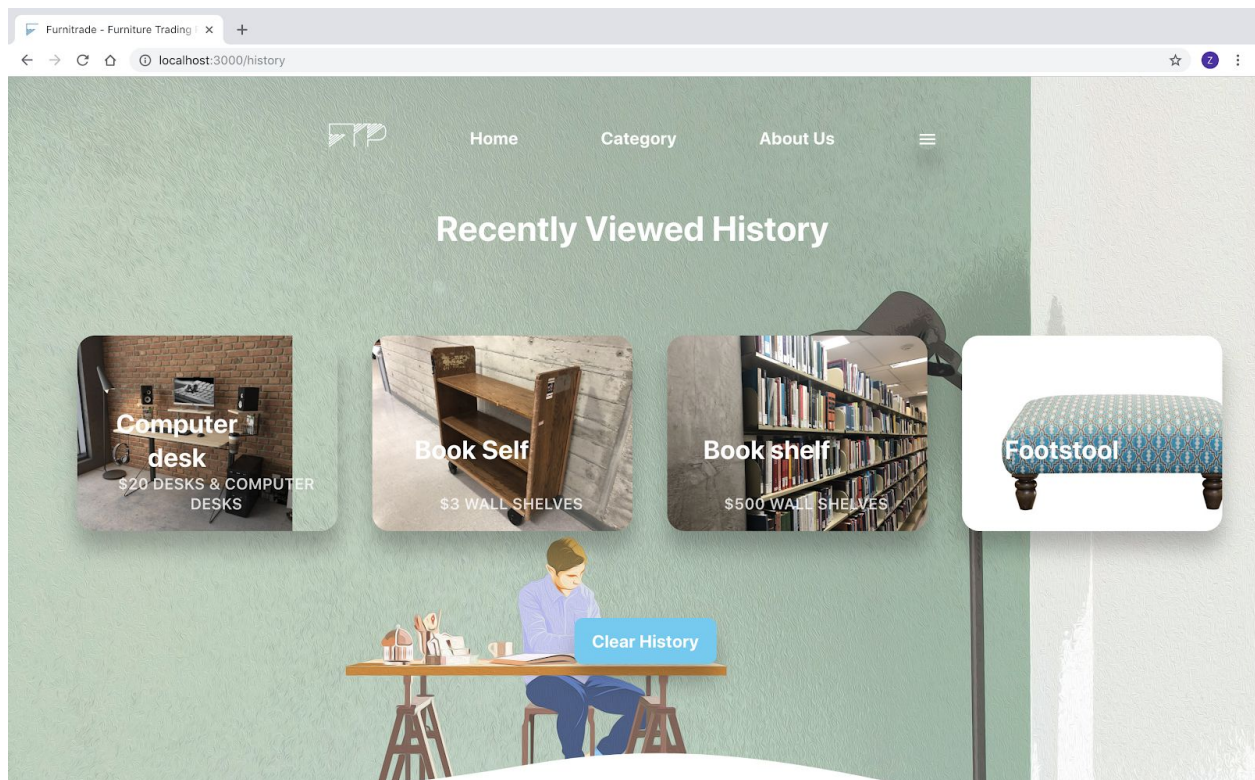 Furnitrade - Furniture Trading
localhost:3000/history
Z
FTP
Home
Category
About Us
Recently Viewed History
Computer
desk
$20 DESKS & COMPUTER
DESKS
Book Self
$3 WALL SHELVES
Book shelf
$500 WALL SHELVES
Footstool
Clear History